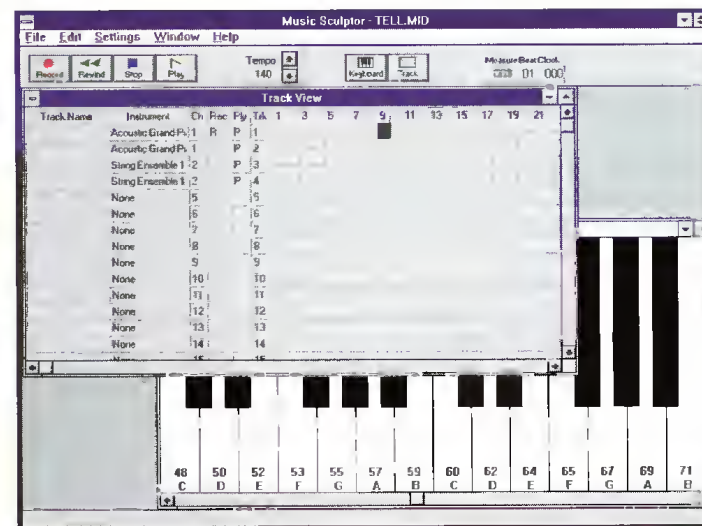 Music Sculptor - TELL.MID
File Edit Settings Window Help
Record Rewind Stop Play Tempo 140 Keyboard Track Measure Beat Clock 01 000
Track View
Track Name Instrument Ch Rec Ply Trk 1 3 5 7 9 11 13 15 17 19 21
Acoustic Grand Pi 1 R P 1
Acoustic Grand Pi 1 P 2
String Ensemble 1 2 P 3
String Ensemble 1 2 P 4
None 5 5
None 6 6
None 7 7
None 8 8
None 9 9
None 10 10
None 11 11
None 12 12
None 13 13
None 14 14
None 15 15
48 50 52 53 55 57 59 60 62 64 65 67 69 71
C D E F G A B C D E F G A B